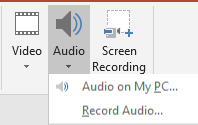 Video Audio Screen
Recording
Audio on My PC...
Record Audio...